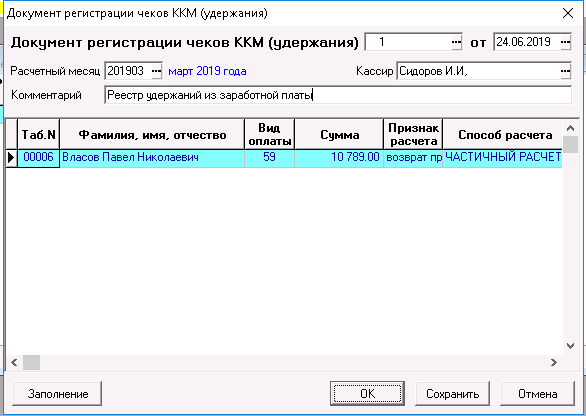 Документ регистрации чеков ККМ (удержания)
Документ регистрации чеков ККМ (удержания) 1 ... от 24.06.2019 ...
Расчетный месяц 201903 ... март 2019 года Кассир Сидоров И.И, ...
Комментарий Реестр удержаний из заработной платы
Таб.N Фамилия, имя, отчество Вид оплаты Сумма Признак расчета Способ расчета
00006 Власов Павел Николаевич 59 10 789.00 возврат пр ЧАСТИЧНЫЙ РАСЧЕТ
Заполнение OK Сохранить Отмена